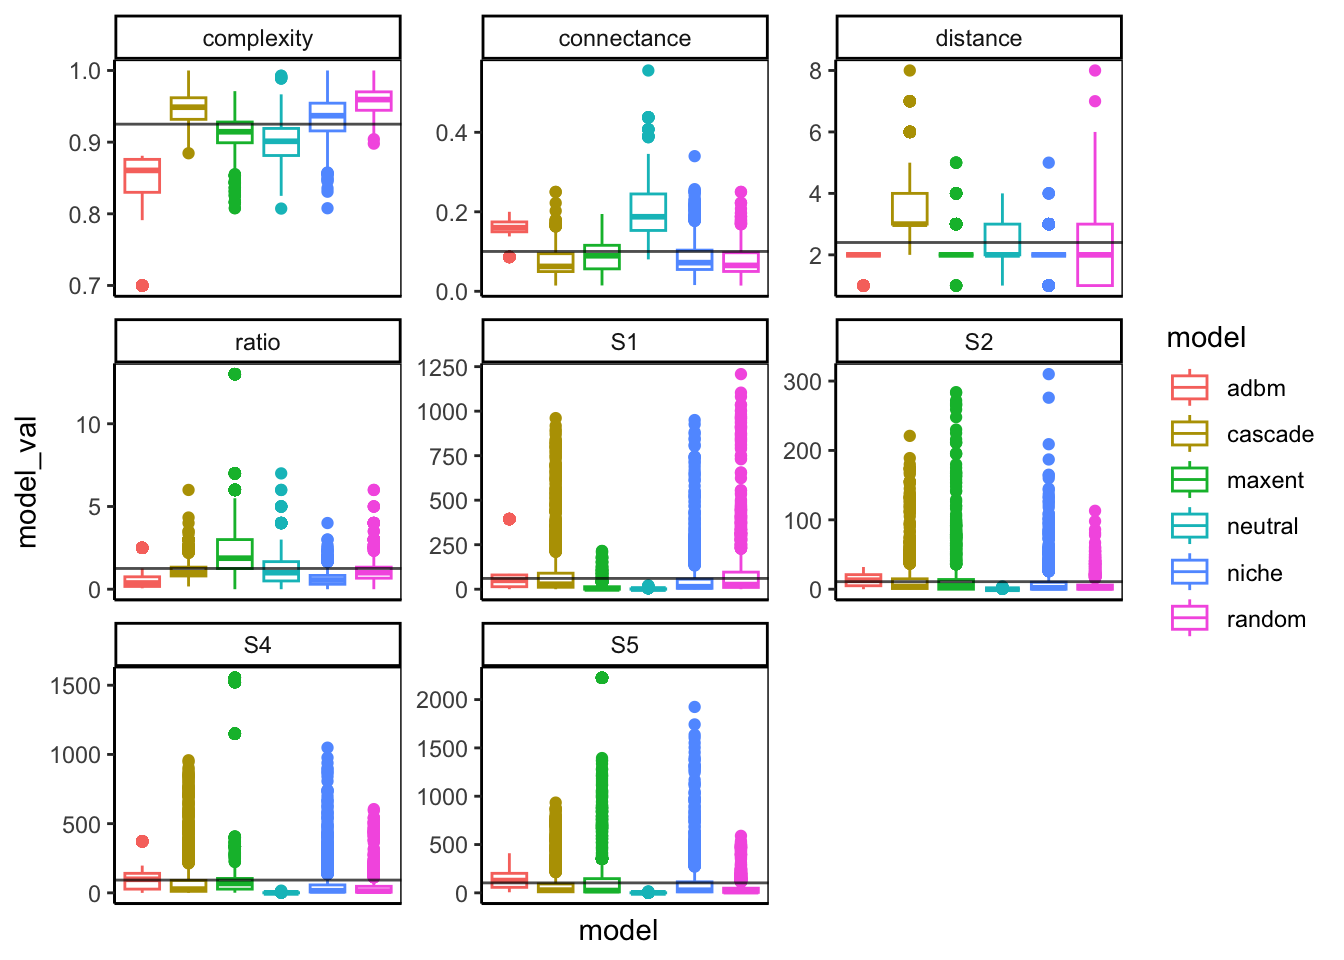 complexity
connectance
distance
1.0
0.9
0.8
0.7
0.4
0.2
0.0
8
6
4
2
ratio
S1
S2
10
5
0
1250
1000
750
500
250
0
300
200
100
0
S4
S5
1500
1000
500
0
2000
1500
1000
500
0
model_val
model
model
adbm
cascade
maxent
neutral
niche
random